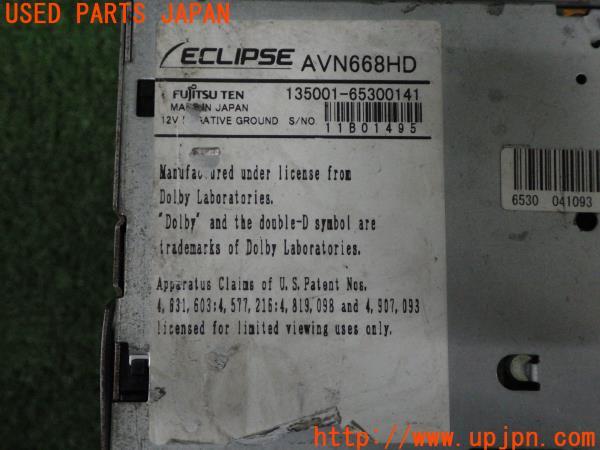 USED PARTS JAPAN
ECLIPSE AVN668HD
FUJITSU TEN 135001-65300141
IN JAPAN
12V GROUND S/NO. 11B01495
Manufactured under license from
Dolby Laboratories.
"Dolby" and the double-D symbol are
trademarks of Dolby Laboratories.
Apparatus Claims of U.S. Patent Nos.
4,631,603:4,577,216:4,819,098 and 4,907,093
licensed for limited viewing uses only.
6530 041093
USED PARTS JAPAN
www.upjpn.com